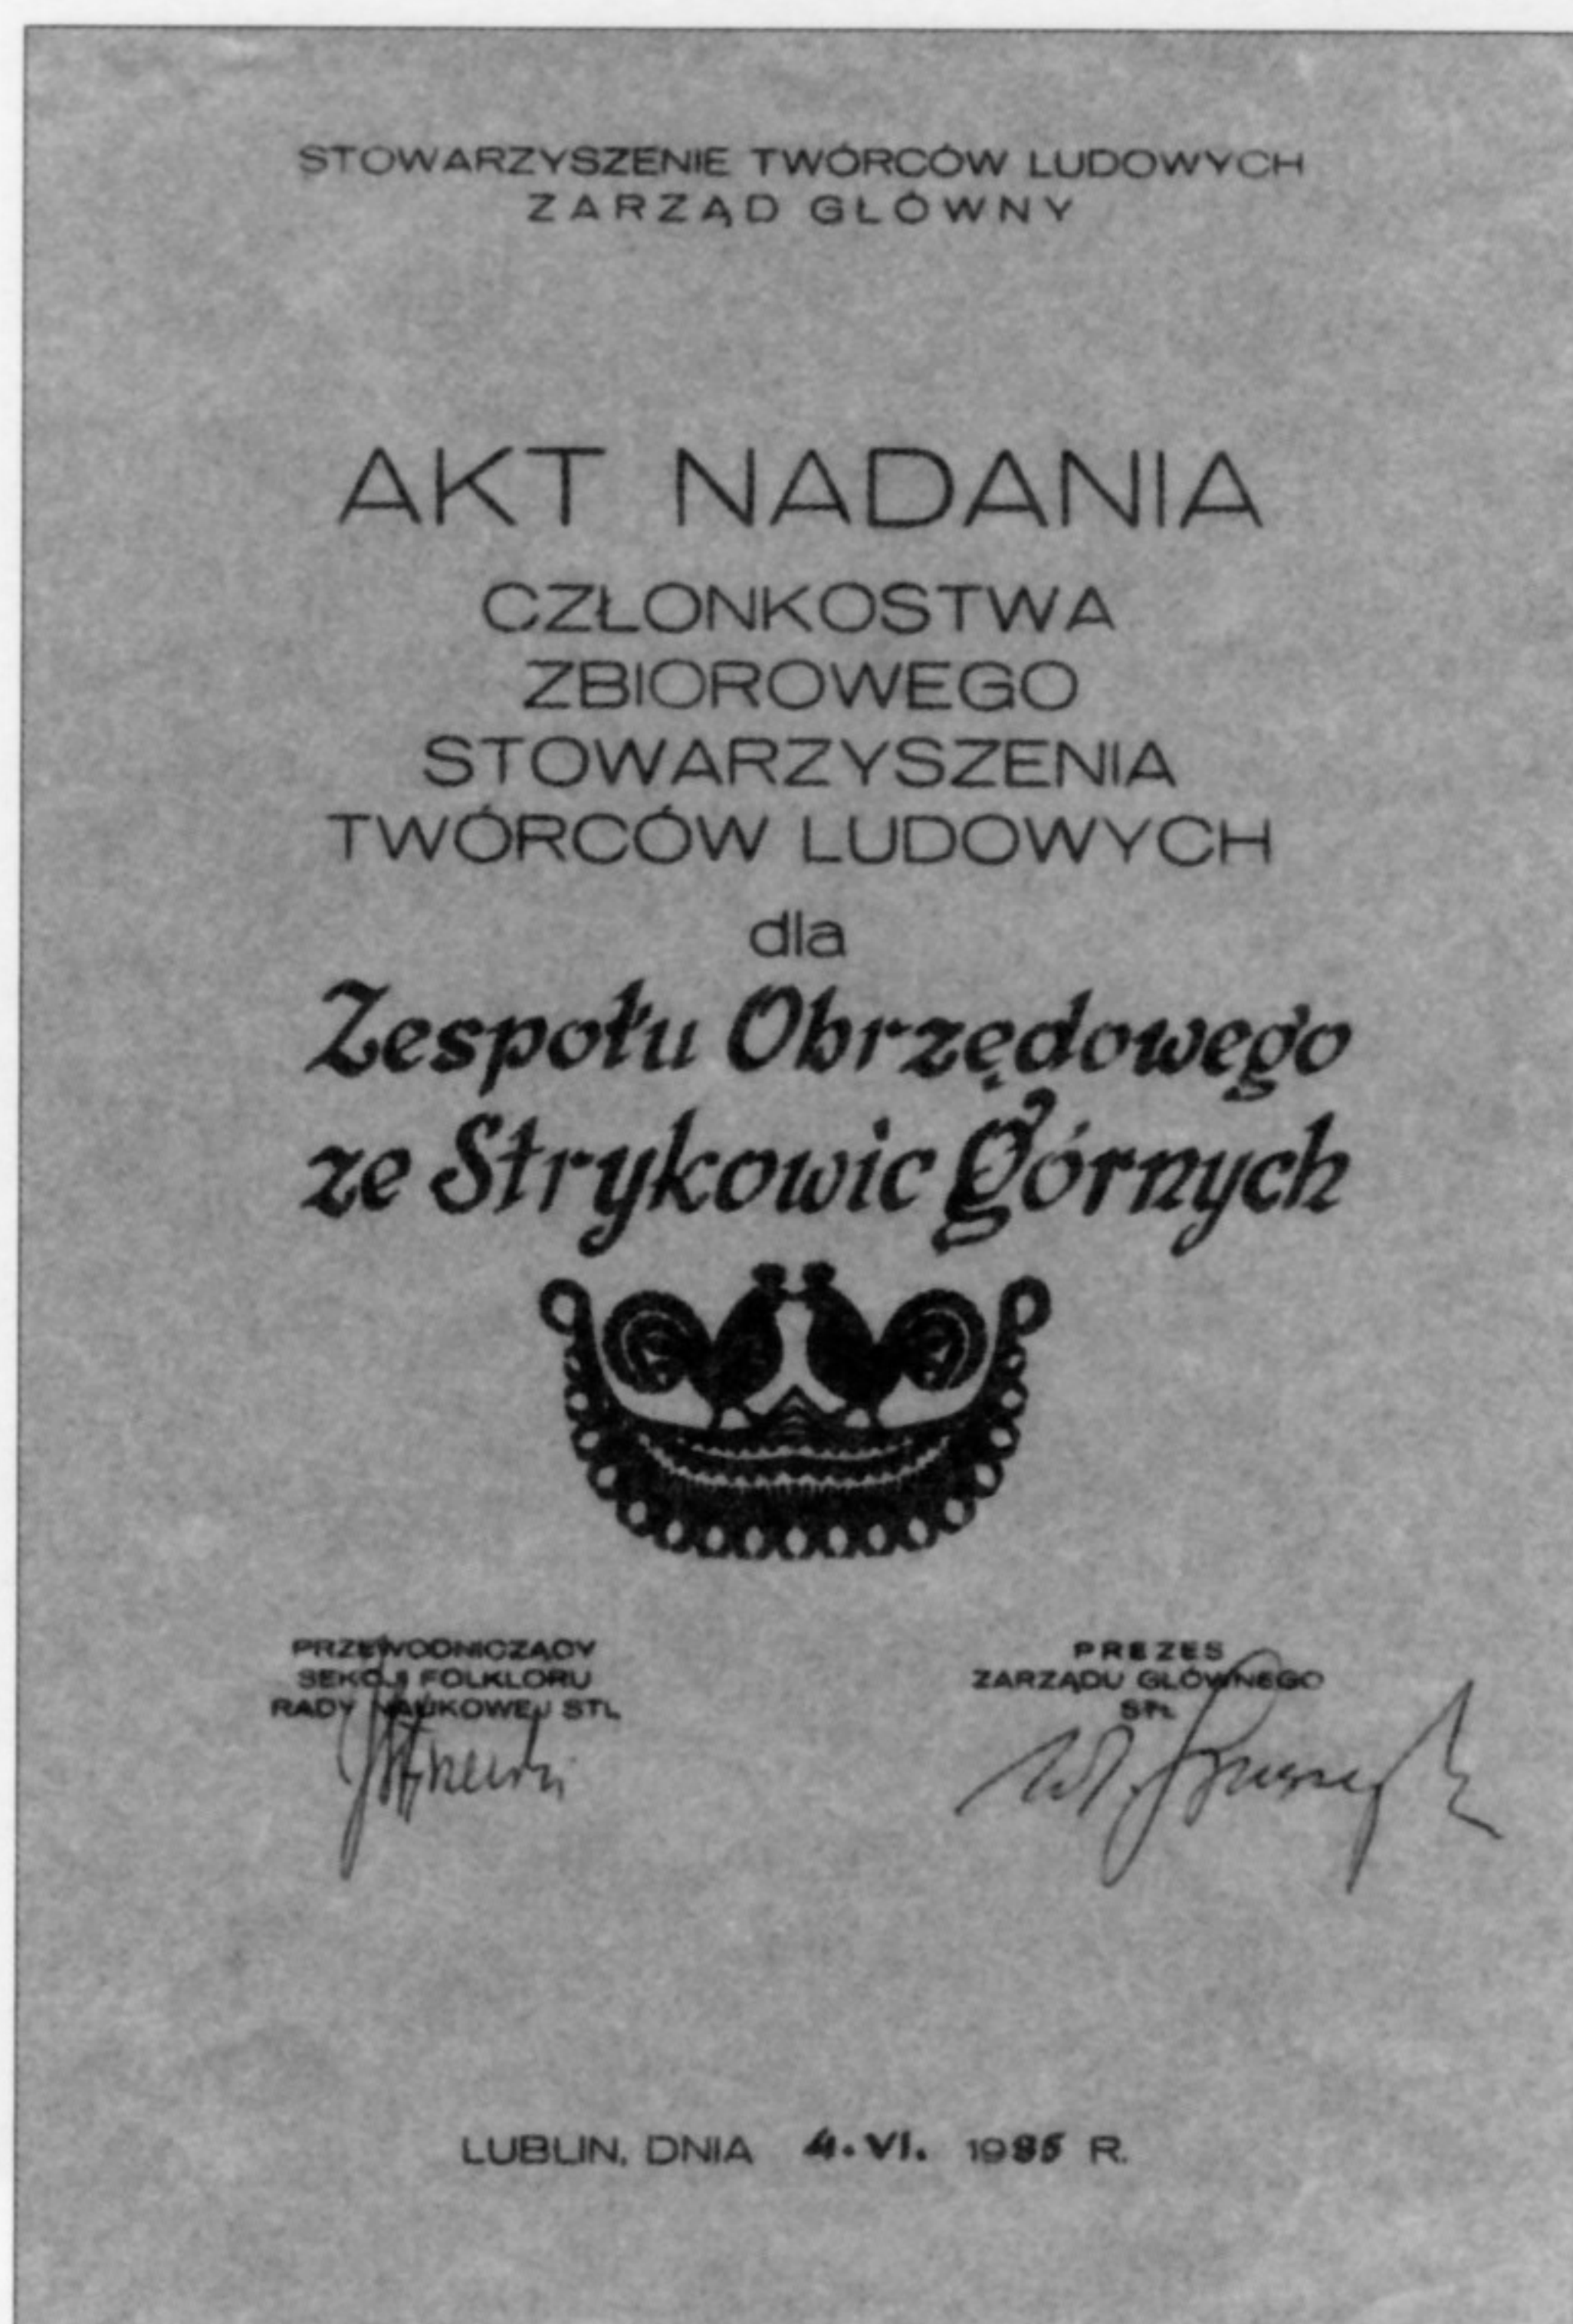 STOWARZYSZENIE TWÓRCÓW LUDOWYCH
ZARZĄD GŁÓWNY
AKT NADANIA
CZŁONKOSTWA
ZBIOROWEGO
STOWARZYSZENIA
TWÓRCÓW LUDOWYCH
dla
Zespołu Obrzędowego
ze Strykowic Górnych
PRZEWODNICZĄCY
SEKCJI FOLKLORU
RADY NAUKOWEJ STL
PREZES
ZARZĄDU GŁÓWNEGO
STL
LUBLIN, DNIA 4. VI. 1985 R.